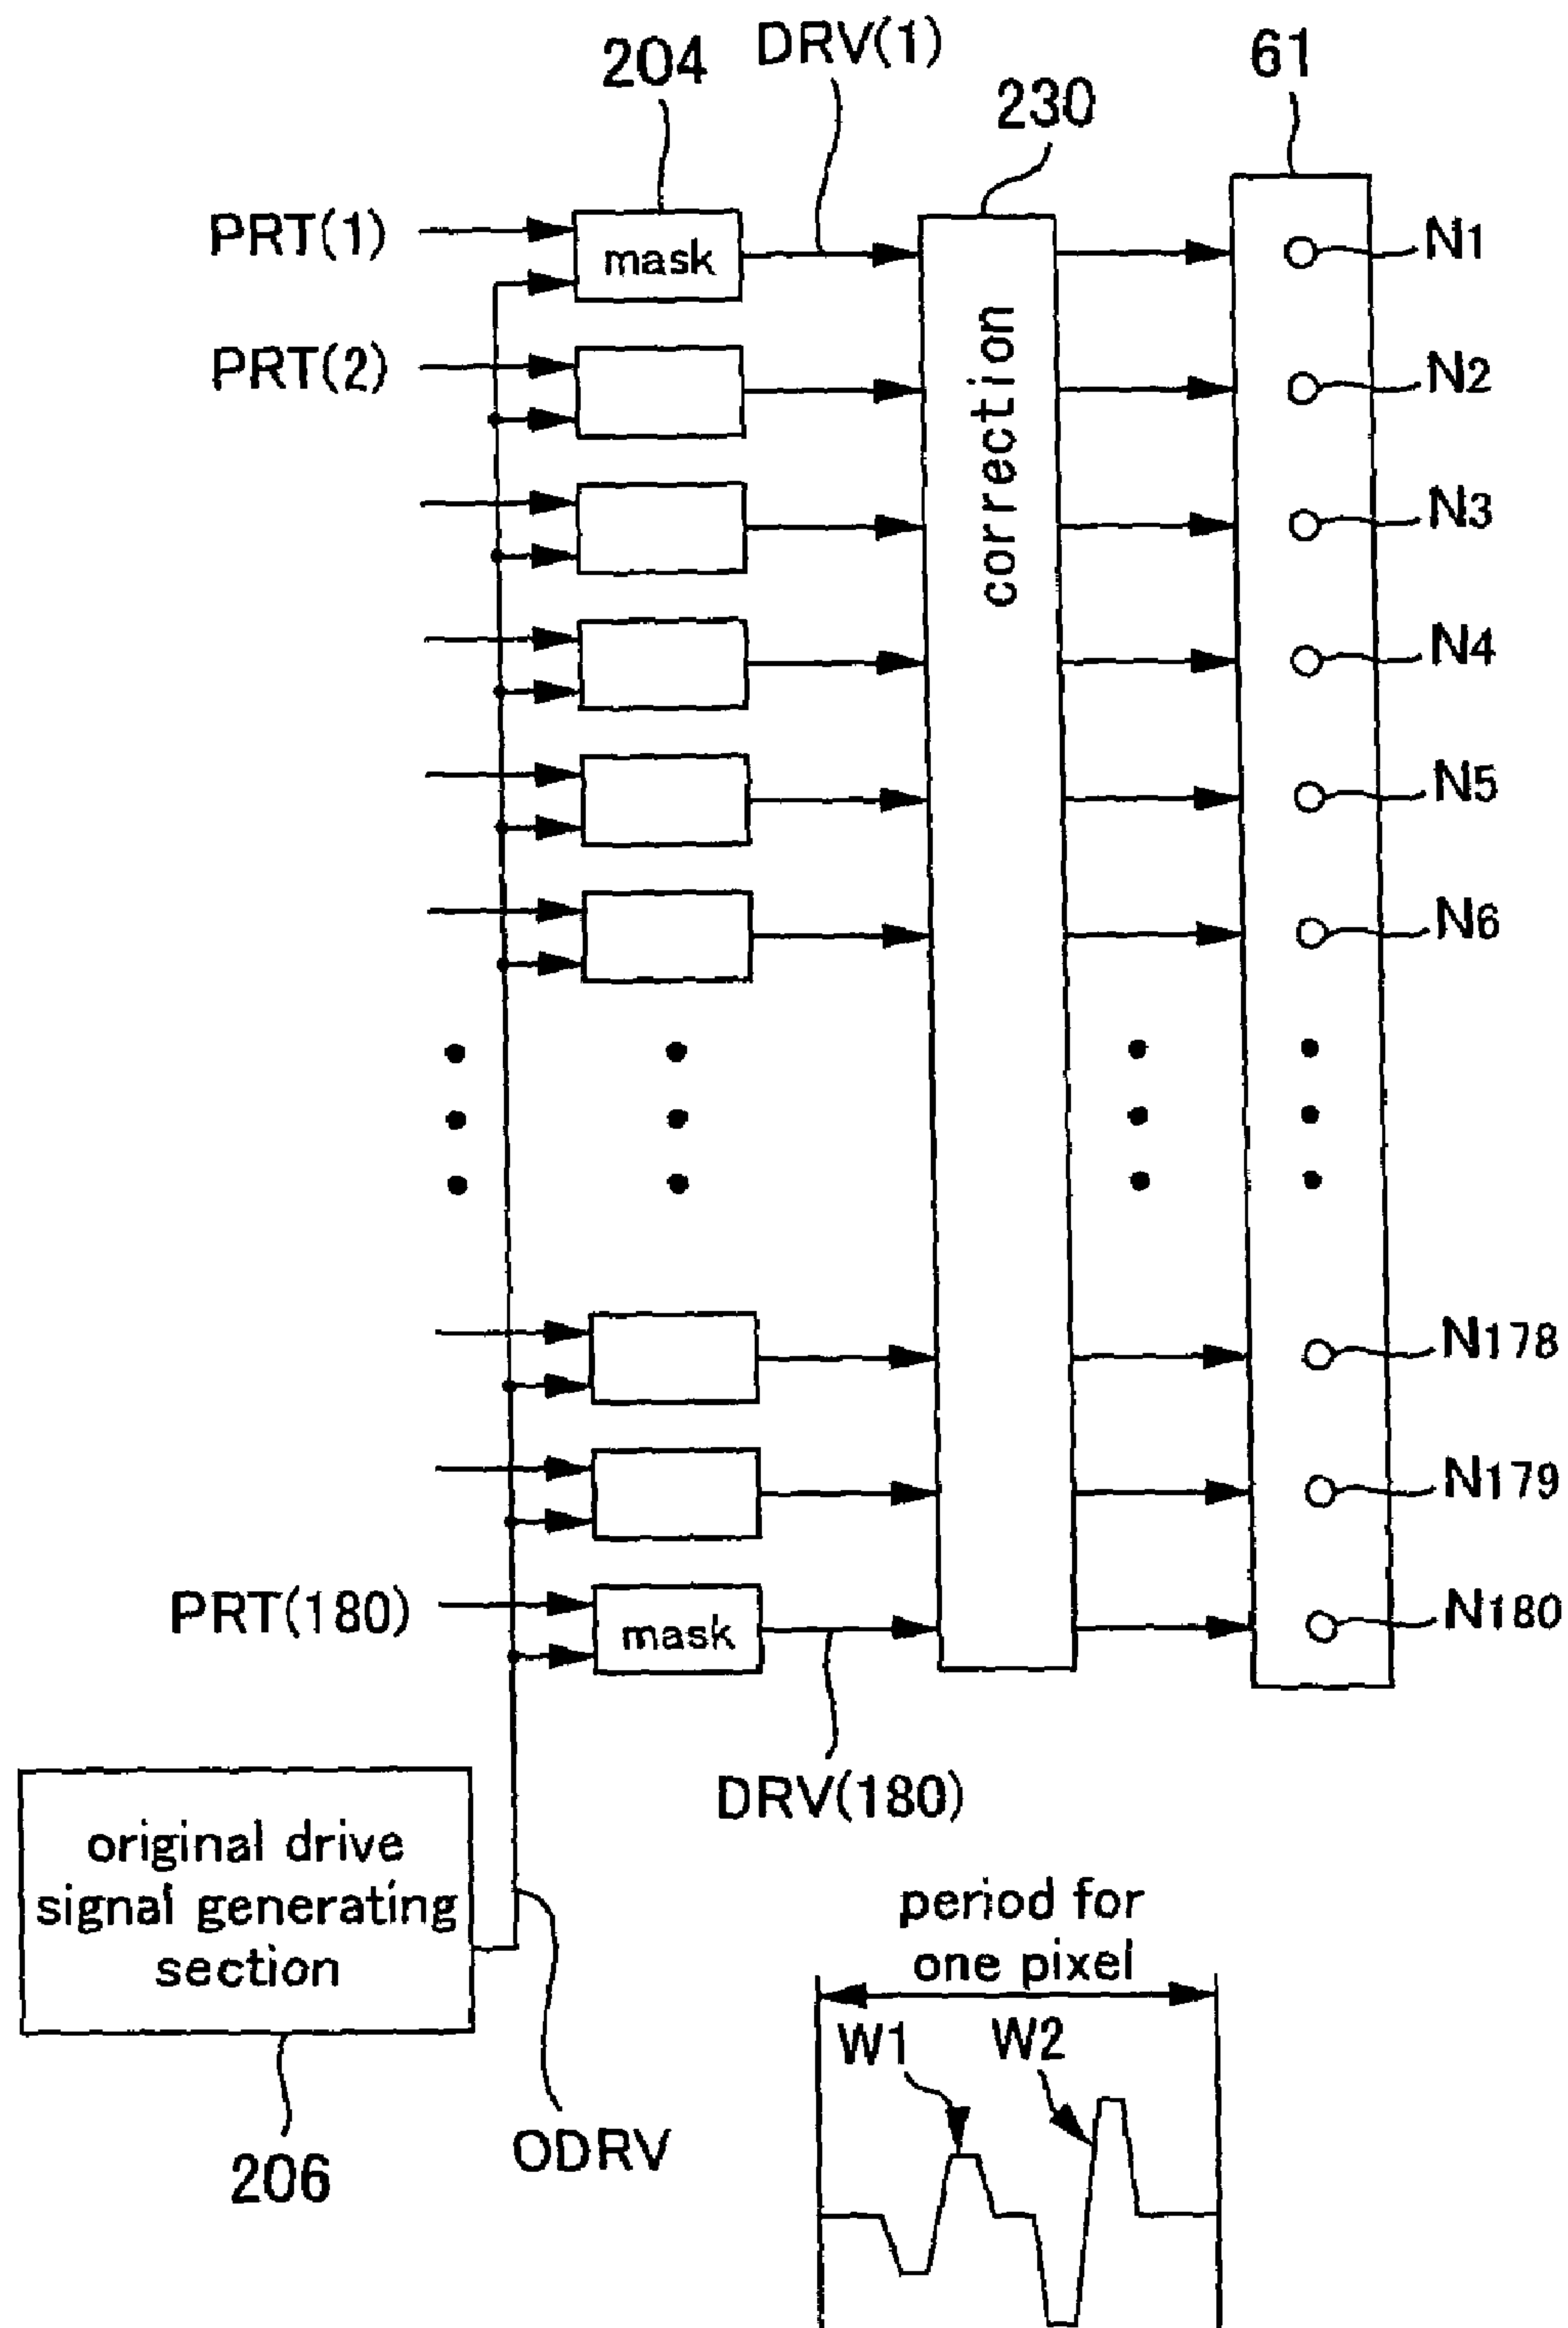 204
DRV(1)
61
230
PRT(1)
mask
N1
PRT(2)
N2
correction
N3
N4
N5
N6
N178
N179
PRT(180)
mask
N180
DRV(180)
original drive
signal generating
section
206
ODRV
period for
one pixel
W1
W2